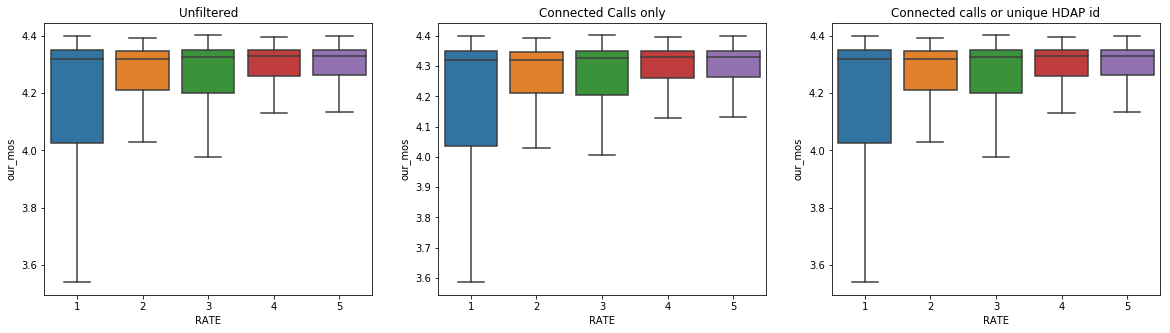 Unfiltered
4.4
4.2
4.0
3.8
3.6
our_mos
1 2 3 4 5
RATE
Connected Calls only
4.4
4.3
4.2
4.1
4.0
3.9
3.8
3.7
3.6
our_mos
1 2 3 4 5
RATE
Connected calls or unique HDAP id
4.4
4.2
4.0
3.8
3.6
our_mos
1 2 3 4 5
RATE